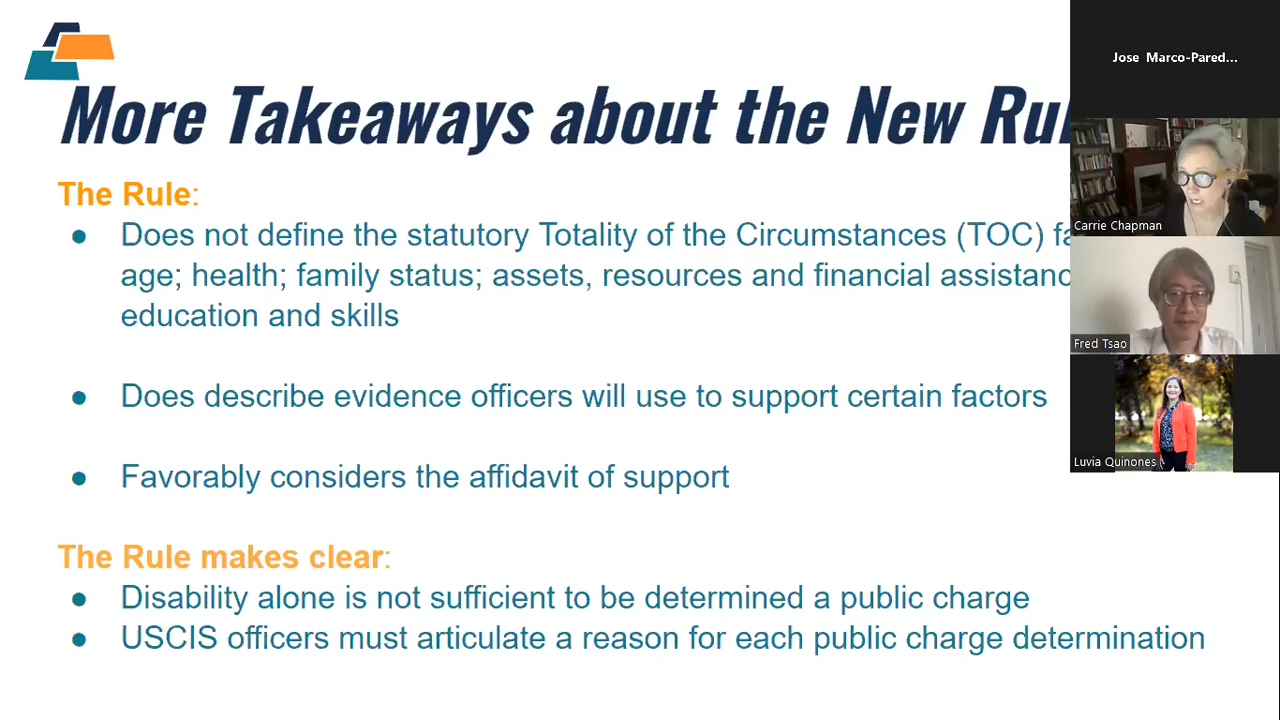 More Takeaways about the New Ru
The Rule:
● Does not define the statutory Totality of the Circumstances (TOC)
age; health; family status; assets, resources and financial
education and skills
● Does describe evidence officers will use to support certain factors
● Favorably considers the affidavit of support
The Rule makes clear:
● Disability alone is not sufficient to be determined a public charge
● USCIS officers must articulate a reason for each public charge determination
Jose Marco-Pared...
Carrie Chapman
Fred Tsao
Luvia Quinones (